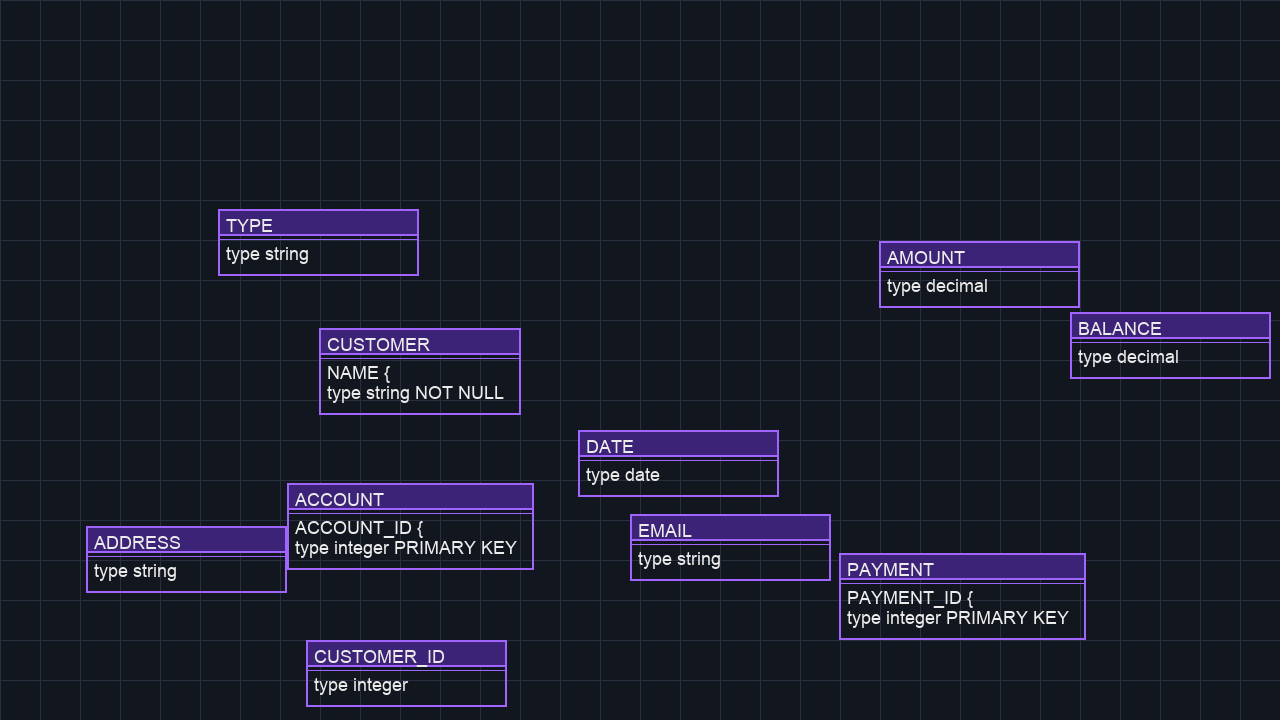 TYPE
type string
AMOUNT
type decimal
BALANCE
type decimal
CUSTOMER
NAME {
type string NOT NULL
DATE
type date
ACCOUNT
ACCOUNT_ID {
type integer PRIMARY KEY
EMAIL
type string
ADDRESS
type string
PAYMENT
PAYMENT_ID {
type integer PRIMARY KEY
CUSTOMER_ID
type integer